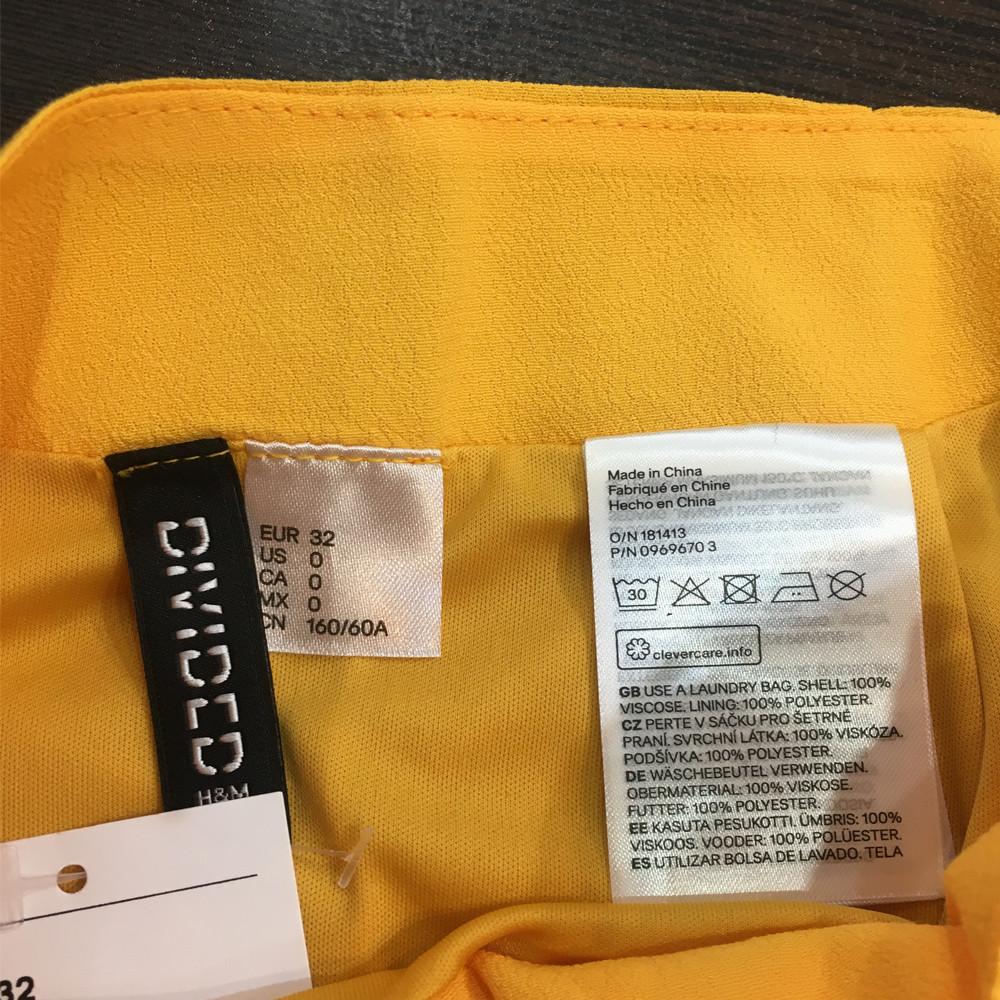 DIVIDED
H&M
EUR 32
US 0
CA 0
MX 0
CN 160/60A
32
Made in China
Fabriqué en Chine
Hecho en China
O/N 181413
P/N 0969670 3
30
clevercare.info
GB USE A LAUNDRY BAG. SHELL: 100%
VISCOSE. LINING: 100% POLYESTER.
CZ PERTE V SÁČKU PRO ŠETRNÉ
PRANÍ. SVRCHNÍ LÁTKA: 100% VISKÓZA.
PODŠÍVKA: 100% POLYESTER.
DE WÄSCHEBEUTEL VERWENDEN.
OBERMATERIAL: 100% VISKOSE.
FUTTER: 100% POLYESTER.
EE KASUTA PESUKOTTI. ÜMBRIS: 100%
VISKOOS. VOODER: 100% POLÜESTER.
ES UTILIZAR BOLSA DE LAVADO. TELA